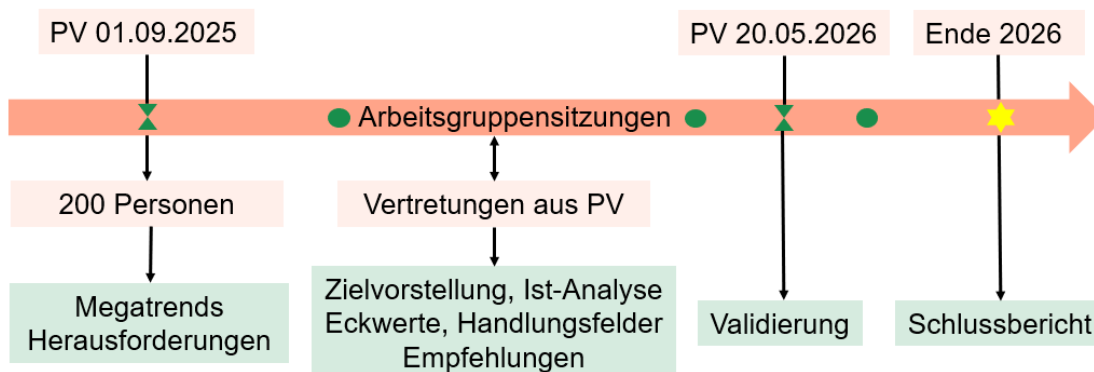 PV 01.09.2025
PV 20.05.2026
Ende 2026
Arbeitsgruppensitzungen
200 Personen
Vertretungen aus PV
Megatrends
Herausforderungen
Zielvorstellung, Ist-Analyse
Eckwerte, Handlungsfelder
Empfehlungen
Validierung
Schlussbericht